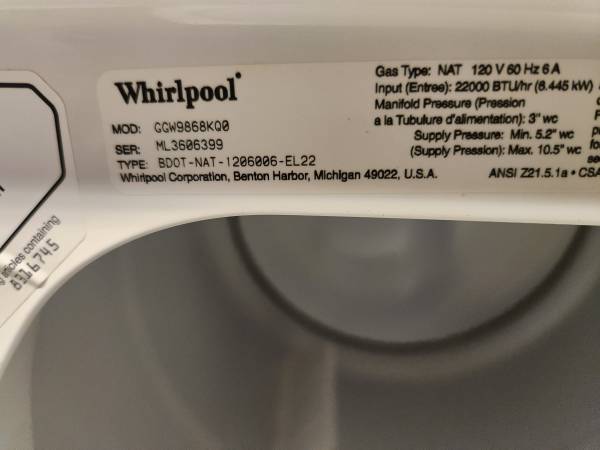 Whirlpool
MOD: GGW9868KQ0
SER: ML3606399
TYPE: BDOT-NAT-1206006-EL22
Whirlpool Corporation, Benton Harbor, Michigan 49022, U.S.A.
Gas Type: NAT 120 V 60 Hz 6 A
Input (Entree): 22000 BTU/hr (6.445 kW)
Manifold Pressure (Pression
a la Tubulure d'alimentation): 3" wc
Supply Pressure: Min. 5.2" wc
(Supply Pression): Max. 10.5" wc
ANSI Z21.5.1a • CSA
articles containing
8316745